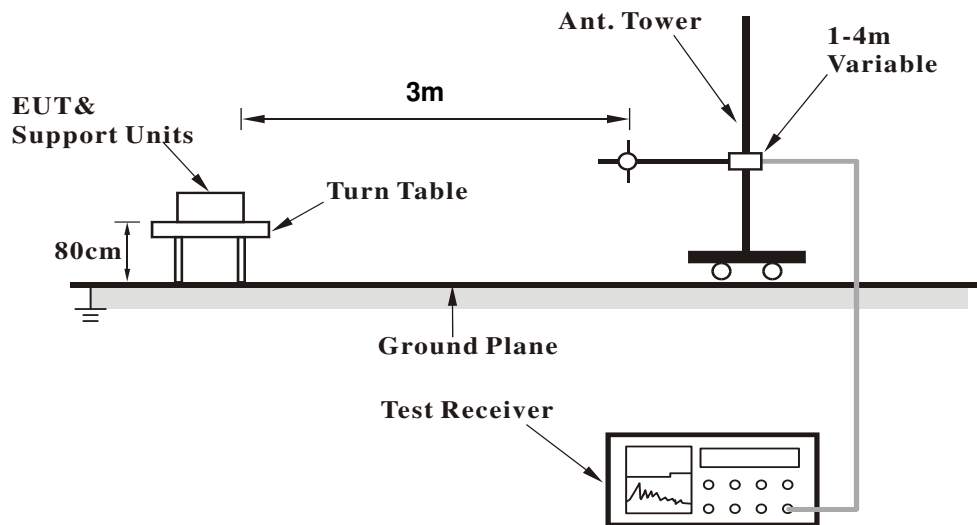 Ant. Tower
1-4m
Variable
3m
EUT&
Support Units
Turn Table
80cm
Ground Plane
Test Receiver